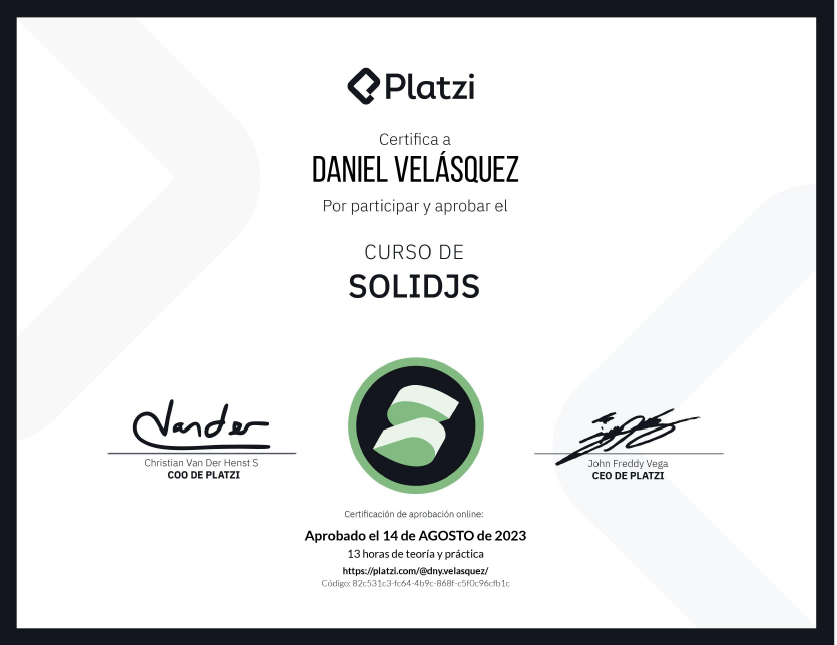 Platzi
Certifica a
DANIEL VELÁSQUEZ
Por participar y aprobar el
CURSO DE
SOLIDJS
Vander
Christian Van Der Henst S
COO DE PLATZI
John Freddy Vega
CEO DE PLATZI
Certificación de aprobación online:
Aprobado el 14 de AGOSTO de 2023
13 horas de teoría y práctica
https://platzi.com/@dny.velasquez/
Código: 82c531c3-fc64-4b9c-868f-c5f0c96cfb1c